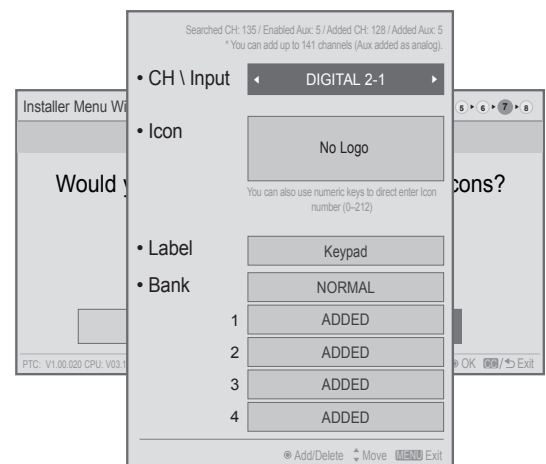 Searched CH: 135 / Enabled Aux: 5 / Added CH: 128 / Added Aux: 5
* You can add up to 141 channels (Aux added as analog).
• CH \ Input ◂ DIGITAL 2-1 ▸
Installer Menu Wi
5 ▸ 6 ▸ 7 ▸ 8
• Icon
No Logo
Would y
cons?
You can also use numeric keys to direct enter Icon
number (0–212)
• Label Keypad
• Bank NORMAL
1 ADDED
2 ADDED
PTC: V1.00.020 CPU: V03.1
OK CC/ Exit
3 ADDED
4 ADDED
Add/Delete Move MENU Exit